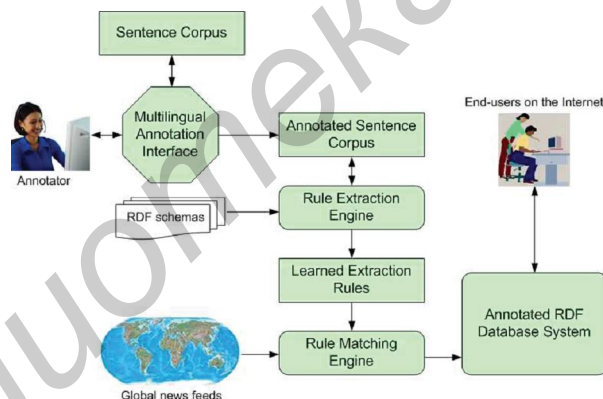 Sentence Corpus
Multilingual
Annotation
Interface
Annotator
Annotated Sentence
Corpus
End-users on the Internet
RDF schemas
Rule Extraction
Engine
Learned Extraction
Rules
Annotated RDF
Database System
Rule Matching
Engine
Global news feeds